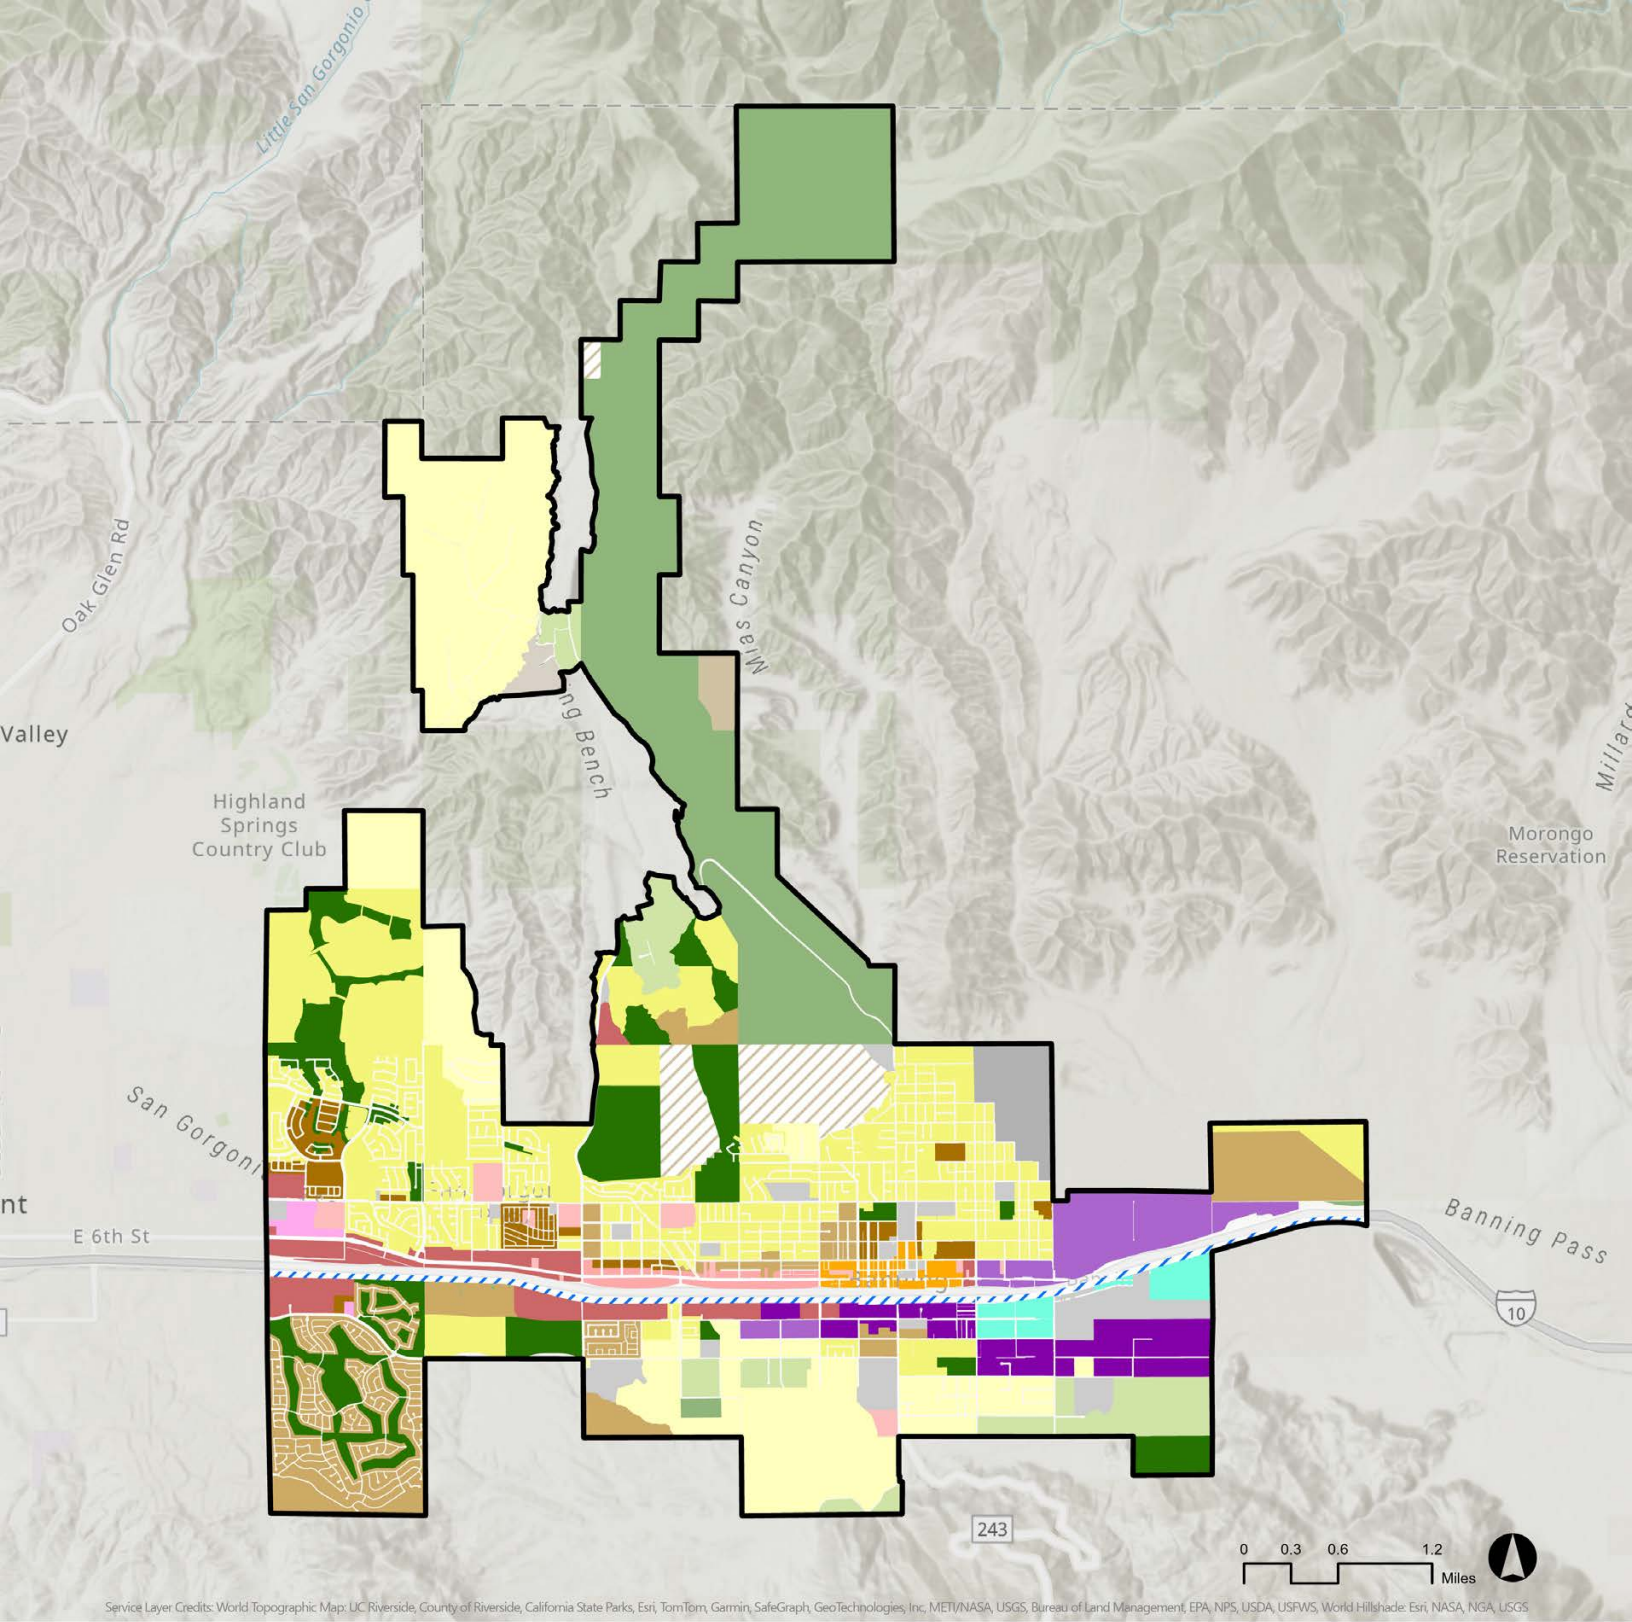 Little San Gorgonio
Oak Glen Rd
Mias Canyon
Valley
ing Bench
Millard
Highland
Springs
Country Club
Morongo
Reservation
San Gorgoni
nt
E 6th St
Banning
Banning Pass
10
243
0 0.3 0.6 1.2
Miles
Service Layer Credits: World Topographic Map: UC Riverside, County of Riverside, California State Parks, Esri, TomTom, Garmin, SafeGraph, GeoTechnologies, Inc, METI/NASA, USGS, Bureau of Land Management, EPA, NPS, USDA, USFWS, World Hillshade: Esri, NASA, NGA, USGS